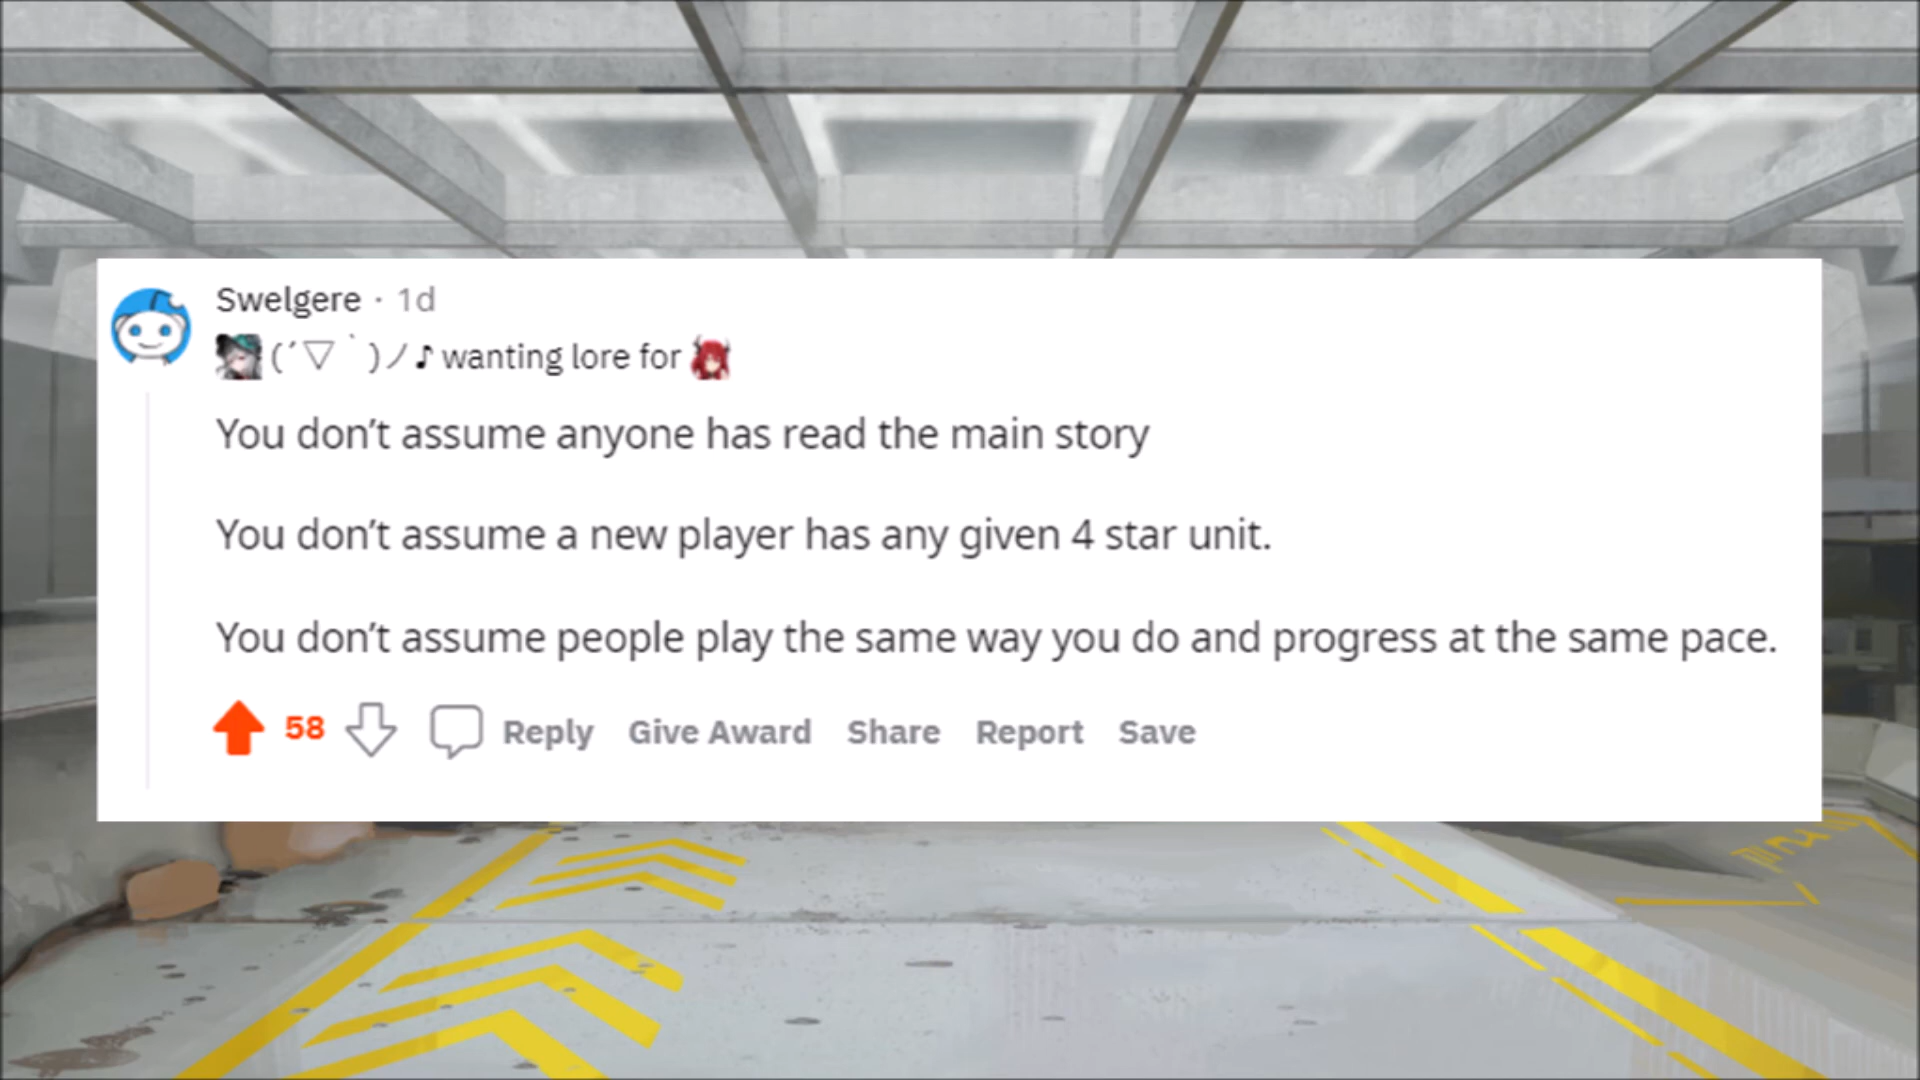 Swelgere · 1d
(´▽｀)ノ♪ wanting lore for
You don’t assume anyone has read the main story
You don’t assume a new player has any given 4 star unit.
You don’t assume people play the same way you do and progress at the same pace.
58 Reply Give Award Share Report Save